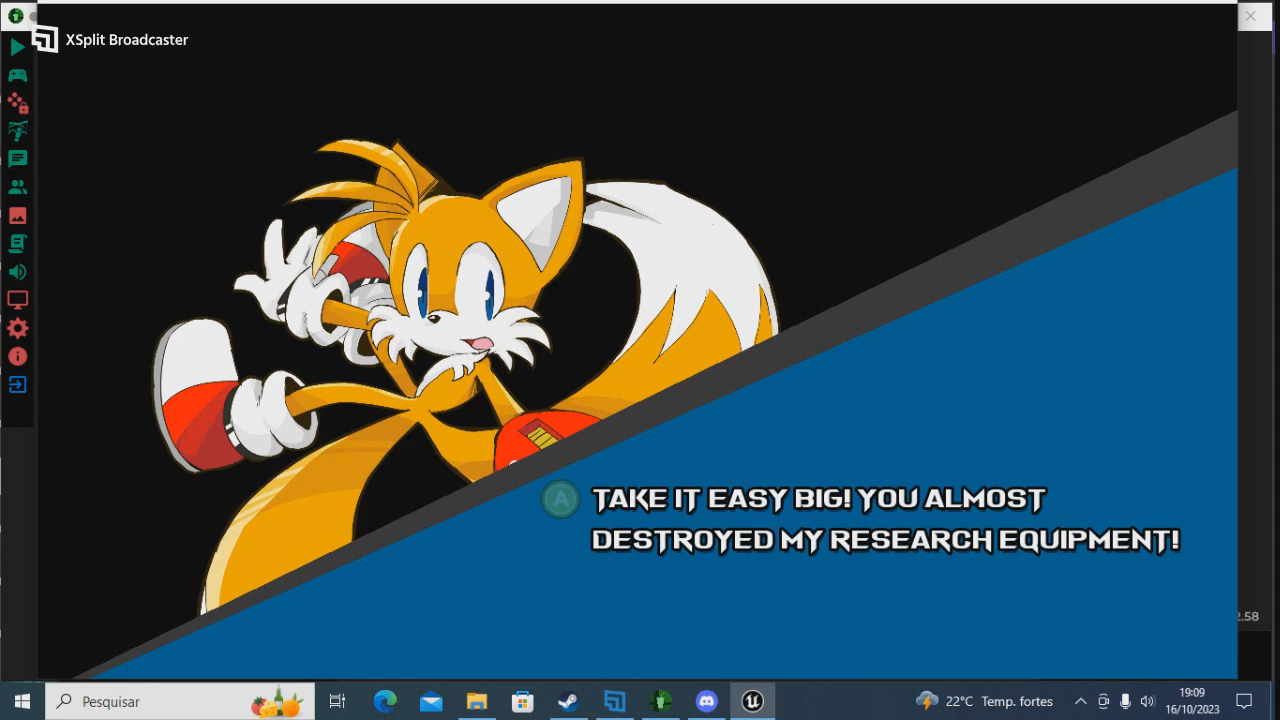 XSplit Broadcaster
A TAKE IT EASY BIG! YOU ALMOST
DESTROYED MY RESEARCH EQUIPMENT!
2.58
Pesquisar
22°C Temp. fortes
19:09
16/10/2023